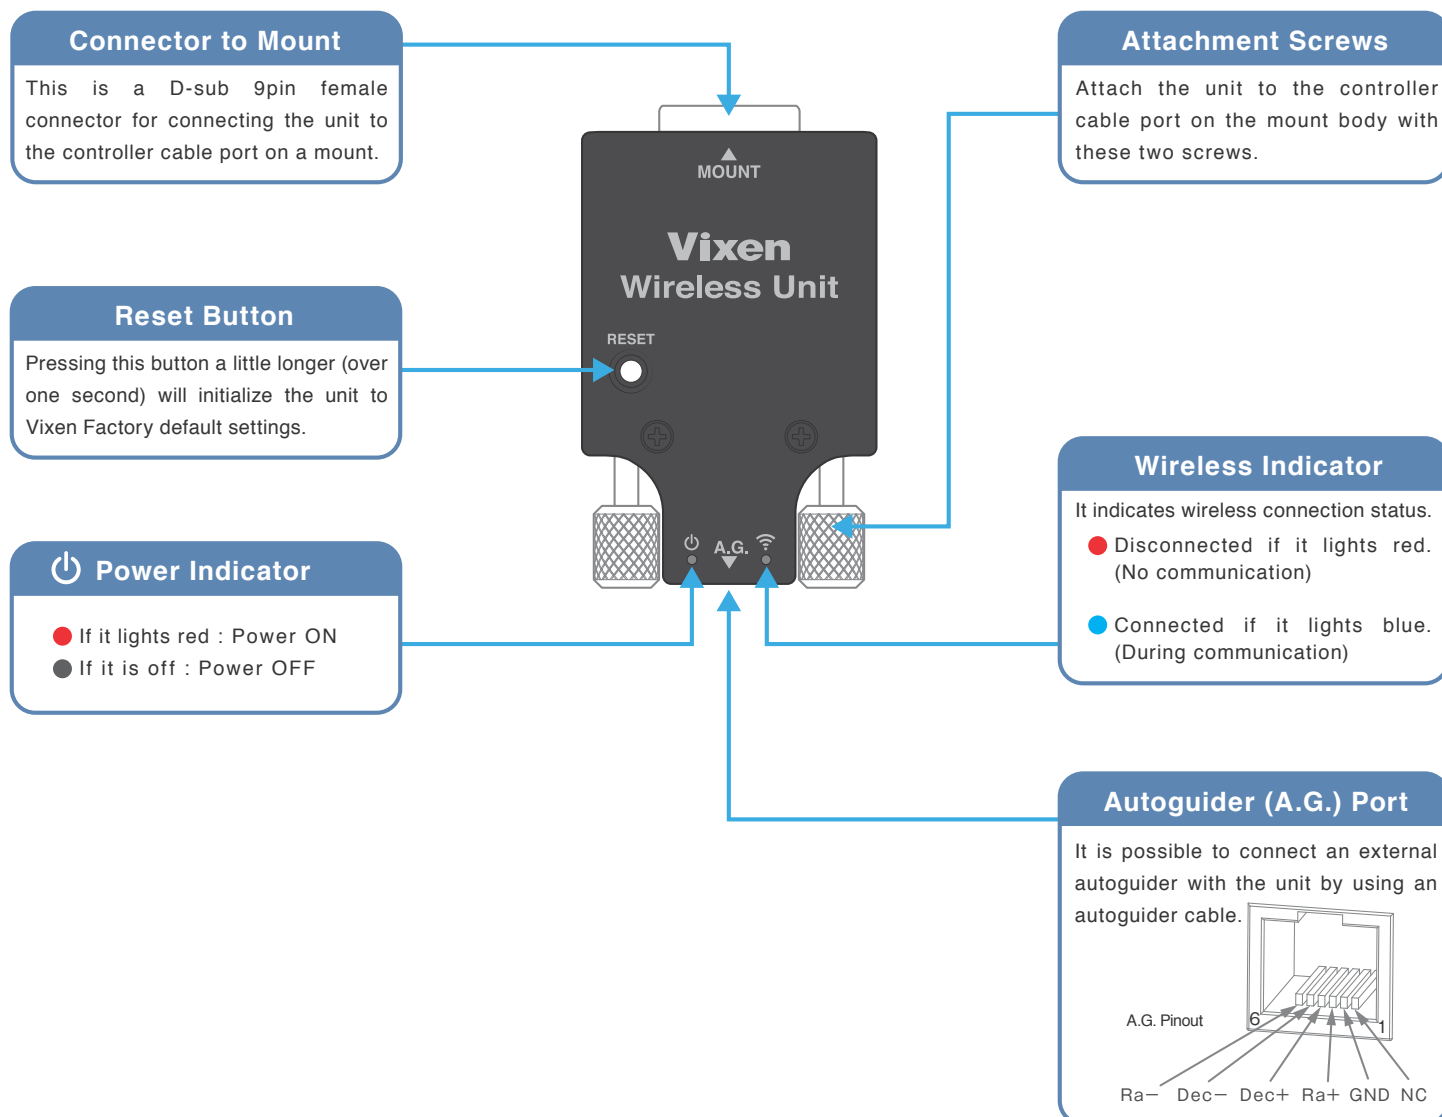 Connector to Mount
This is a D-sub 9pin female
connector for connecting the unit to
the controller cable port on a mount.
Reset Button
Pressing this button a little longer (over
one second) will initialize the unit to
Vixen Factory default settings.
Power Indicator
If it lights red : Power ON
If it is off : Power OFF
MOUNT
Vixen
Wireless Unit
RESET
A.G.
Attachment Screws
Attach the unit to the controller
cable port on the mount body with
these two screws.
Wireless Indicator
It indicates wireless connection status.
Disconnected if it lights red.
(No communication)
Connected if it lights blue.
(During communication)
Autoguider (A.G.) Port
It is possible to connect an external
autoguider with the unit by using an
autoguider cable.
A.G. Pinout
6 1
Ra− Dec− Dec+ Ra+ GND NC